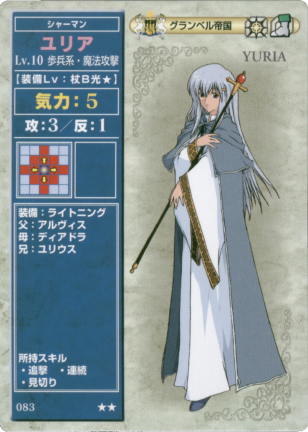 シャーマン
ユリア
Lv.10 歩兵系・魔法攻撃
【装備Lv：杖B光★】
気力：5
攻：3／反：1
グランベル帝国
YURIA
装備：ライトニング
父：アルヴィス
母：ディアドラ
兄：ユリウス
所持スキル
・追撃 ・連続
・見切り
083 ★★